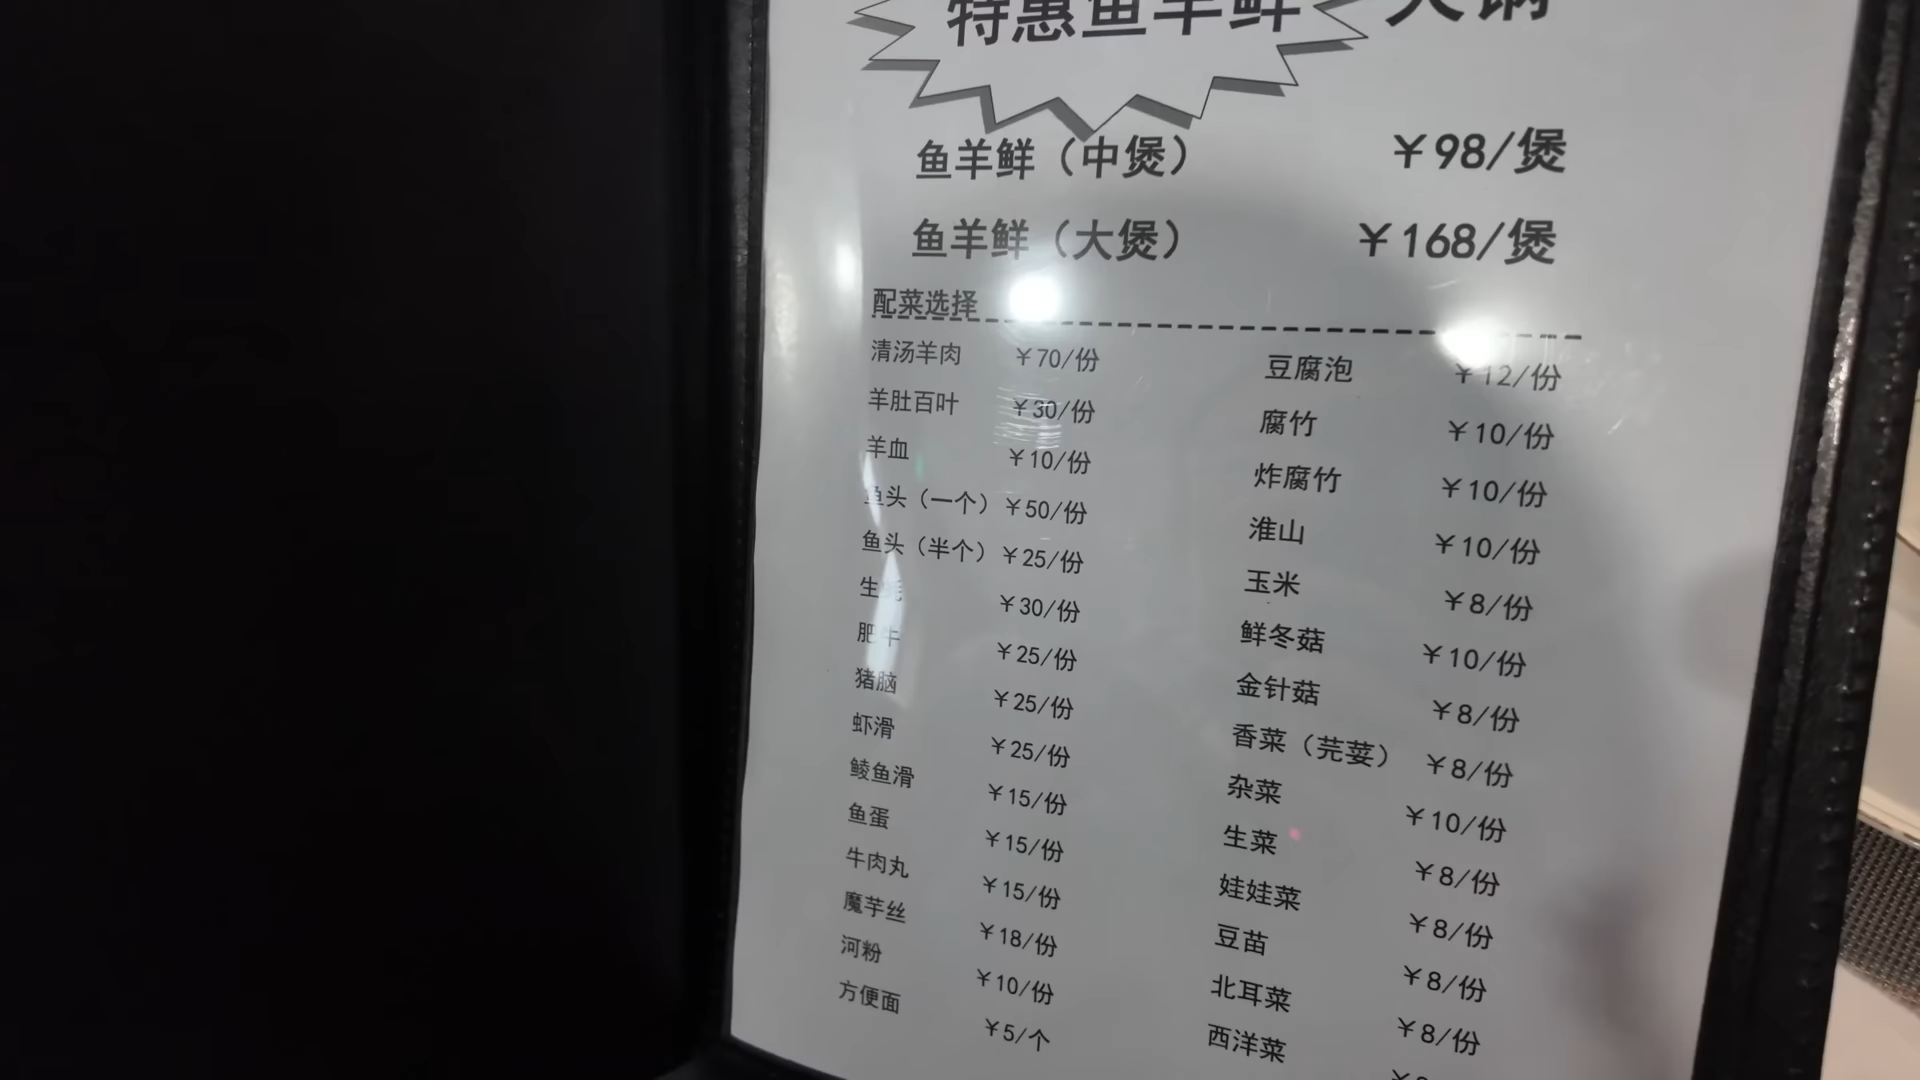 特惠鱼羊鲜 火锅
鱼羊鲜（中煲） ￥98/煲
鱼羊鲜（大煲） ￥168/煲
配菜选择
清汤羊肉 ￥70/份 豆腐泡 ￥12/份
羊肚百叶 ￥30/份 腐竹 ￥10/份
羊血 ￥10/份 炸腐竹 ￥10/份
鱼头（一个） ￥50/份 淮山 ￥10/份
鱼头（半个） ￥25/份 玉米 ￥8/份
生蚝 ￥30/份 鲜冬菇 ￥10/份
肥牛 ￥25/份 金针菇 ￥8/份
猪脑 ￥25/份 香菜（芫荽） ￥8/份
虾滑 ￥25/份 杂菜 ￥10/份
鲮鱼滑 ￥15/份 生菜 ￥8/份
鱼蛋 ￥15/份 娃娃菜 ￥8/份
牛肉丸 ￥15/份 豆苗 ￥8/份
魔芋丝 ￥18/份 北耳菜 ￥8/份
河粉 ￥10/份 西洋菜
方便面 ￥5/个